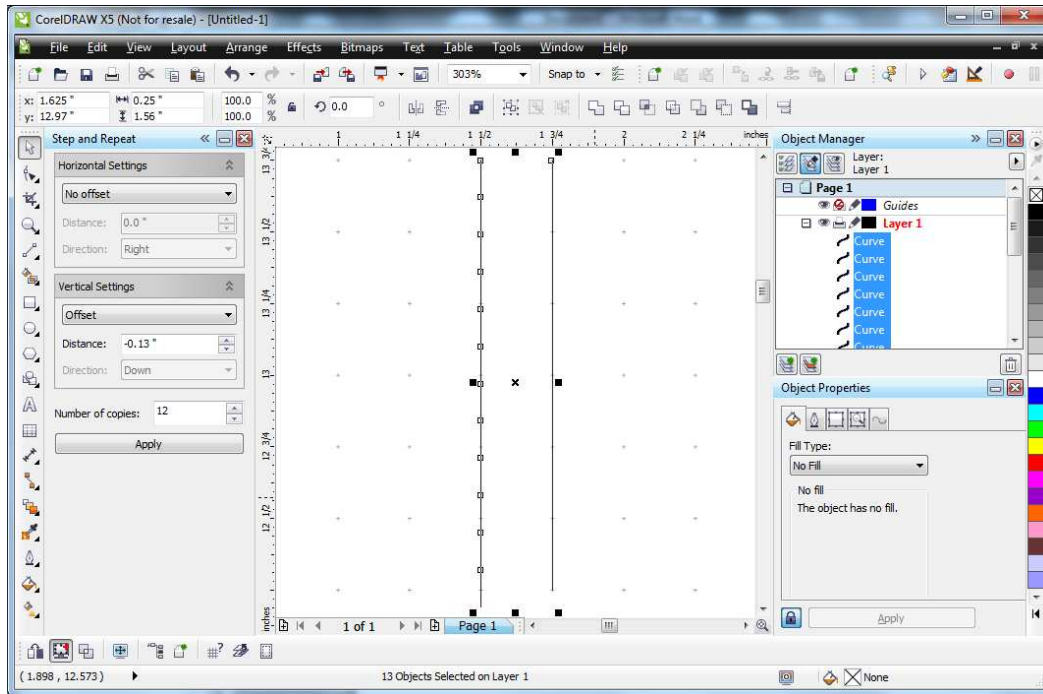 CorelDRAW X5 (Not for resale) - [Untitled-1]
File Edit View Layout Arrange Effects Bitmaps Text Table Tools Window Help
303% Snap to
x: 1.625 " 0.25 " 100.0 % 0.0 °
y: 12.97 " 1.56 " 100.0 %
Step and Repeat
Horizontal Settings
No offset
Distance: 0.0 "
Direction: Right
Vertical Settings
Offset
Distance: -0.13 "
Direction: Down
Number of copies: 12
Apply
1 1 1/4 1 1/2 1 3/4 2 2 1/4 inches
13 3/4
13 1/2
13 1/4
13
12 3/4
12 1/2
inches
1 of 1 Page 1
Object Manager
Layer:
Layer 1
Page 1
Guides
Layer 1
Curve
Curve
Curve
Curve
Curve
Curve
Curve
Object Properties
Fill Type:
No Fill
No fill
The object has no fill.
Apply
( 1.898 , 12.573 ) 13 Objects Selected on Layer 1 None